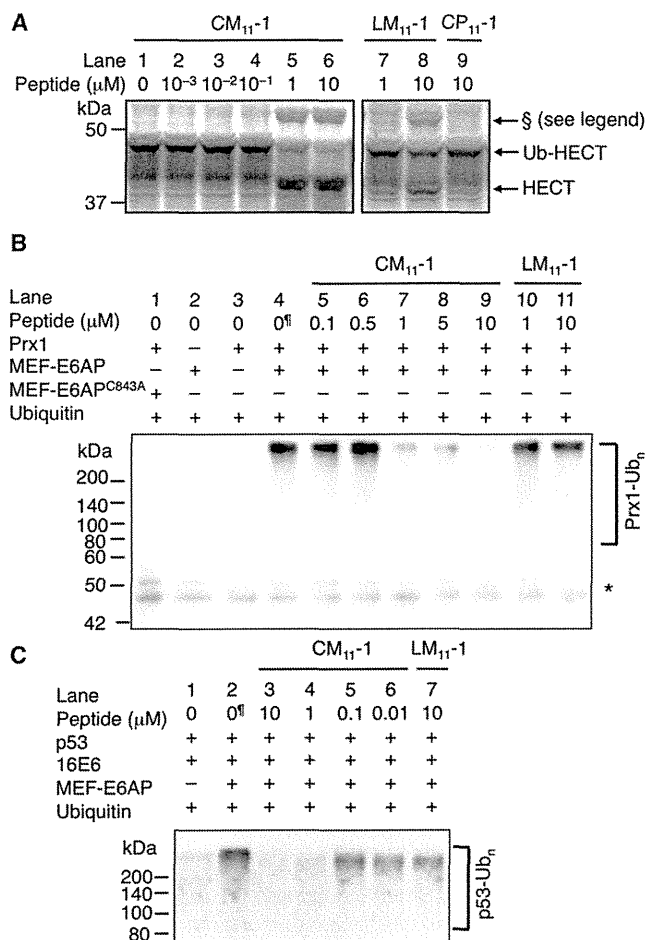 A
CM₁₁-1 LM₁₁-1 CP₁₁-1
Lane 1 2 3 4 5 6 7 8 9
Peptide (μM) 0 10⁻³ 10⁻² 10⁻¹ 1 10 1 10 10
kDa
50
§ (see legend)
Ub-HECT
HECT
37
B
CM₁₁-1 LM₁₁-1
Lane 1 2 3 4 5 6 7 8 9 10 11
Peptide (μM) 0 0 0 0¶ 0.1 0.5 1 5 10 1 10
Prx1 + − + + + + + + + + +
MEF-E6AP − + − + + + + + + + +
MEF-E6APC843A + − − − − − − − − − −
Ubiquitin + + + + + + + + + + +
kDa
200
140
100
80
60
50
42
Prx1-Ubₙ
*
C
CM₁₁-1 LM₁₁-1
Lane 1 2 3 4 5 6 7
Peptide (μM) 0 0¶ 10 1 0.1 0.01 10
p53 + + + + + + +
16E6 + + + + + + +
MEF-E6AP − + + + + + +
Ubiquitin + + + + + + +
kDa
200
140
100
80
p53-Ubₙ